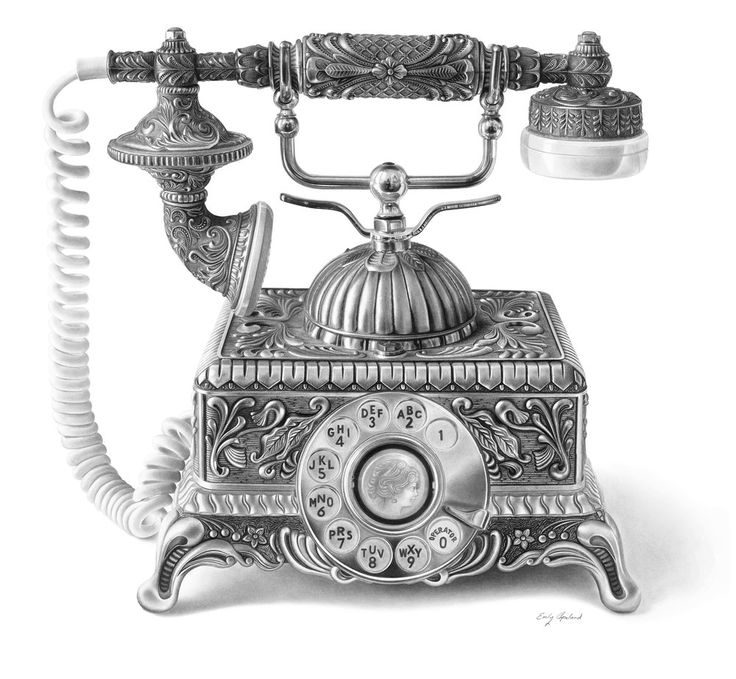 1
ABC
2
DEF
3
GHI
4
JKL
5
MNO
6
PRS
7
TUV
8
WXY
9
OPERATOR
0
Emily Copeland